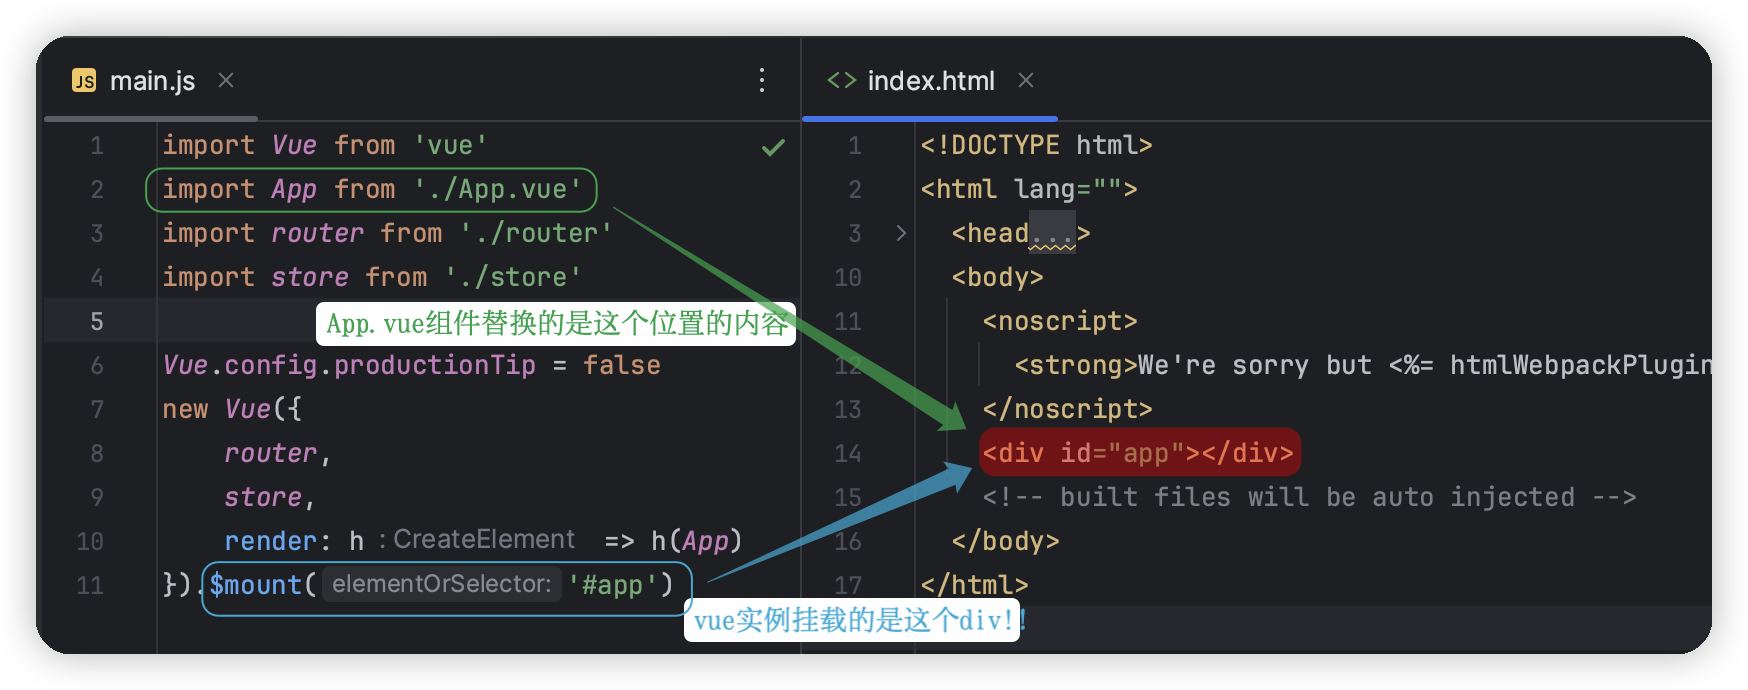 JS main.js
1 import Vue from 'vue'
2 import App from './App.vue'
3 import router from './router'
4 import store from './store'
5
App.vue组件替换的是这个位置的内容
6 Vue.config.productionTip = false
7 new Vue({
8 router,
9 store,
10 render: h : CreateElement => h(App)
11 }).$mount( elementOrSelector: '#app')
vue实例挂载的是这个div!!
<> index.html
1 <!DOCTYPE html>
2 <html lang="">
3 <head...>
10 <body>
11 <noscript>
12 <strong>We're sorry but <%= htmlWebpackPlugin
13 </noscript>
14 <div id="app"></div>
15 <!-- built files will be auto injected -->
16 </body>
17 </html>